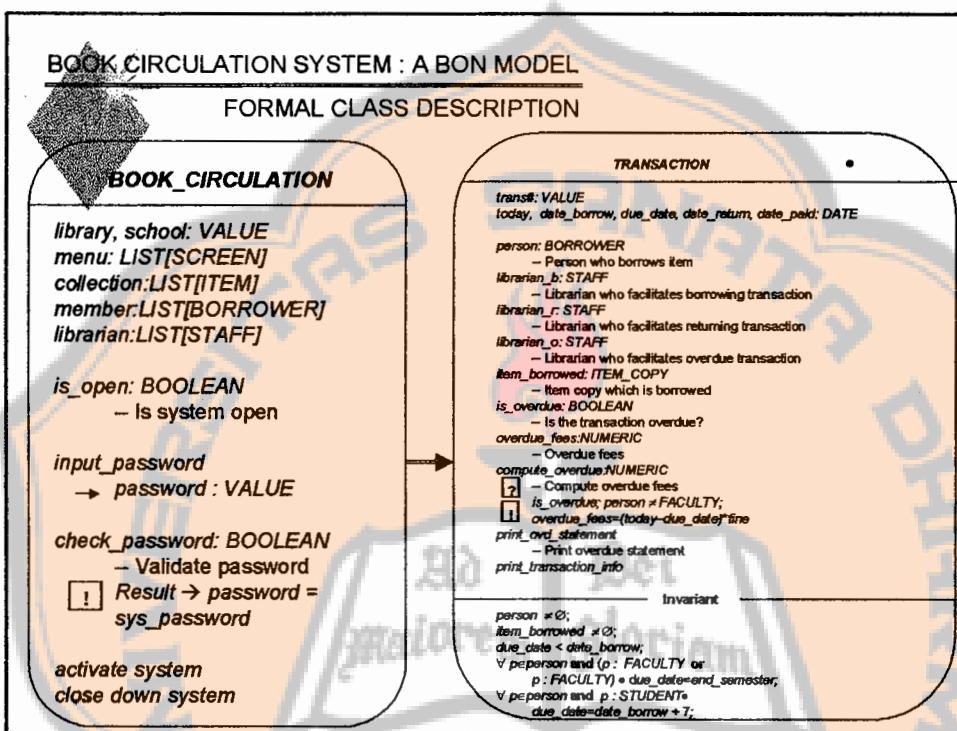 BOOK CIRCULATION SYSTEM : A BON MODEL
FORMAL CLASS DESCRIPTION
BOOK_CIRCULATION
library, school: VALUE
menu: LIST[SCREEN]
collection:LIST[ITEM]
member:LIST[BORROWER]
librarian:LIST[STAFF]
is_open: BOOLEAN
– Is system open
input_password
→ password : VALUE
check_password: BOOLEAN
– Validate password
! Result → password =
sys_password
activate system
close down system
TRANSACTION •
trans#: VALUE
today, date_borrow, due_date, date_return, date_paid: DATE
person: BORROWER
– Person who borrows item
librarian_b: STAFF
– Librarian who facilitates borrowing transaction
librarian_r: STAFF
– Librarian who facilitates returning transaction
librarian_o: STAFF
– Librarian who facilitates overdue transaction
item_borrowed: ITEM_COPY
– Item copy which is borrowed
is_overdue: BOOLEAN
– Is the transaction overdue?
overdue_fees:NUMERIC
– Overdue fees
compute_overdue:NUMERIC
– Compute overdue fees
? is_overdue; person ≠ FACULTY;
! overdue_fees=(today–due_date)*fine
print_ovd_statement
– Print overdue statement
print_transaction_info
Invariant
person ≠ ∅;
item_borrowed ≠ ∅;
due_date < date_borrow;
∀ p∈person and (p : FACULTY or
p : FACULTY) • due_date=end_semester;
∀ p∈person and p : STUDENT•
due_date=date_borrow + 7;
Ad